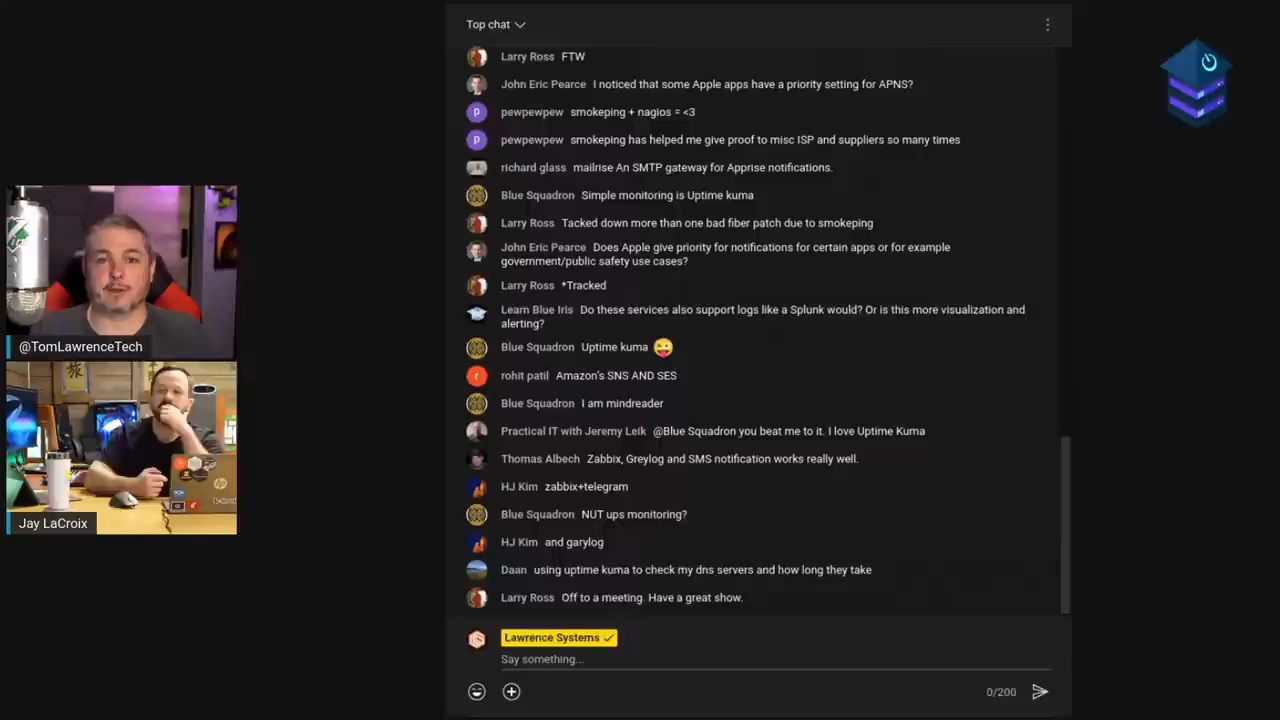 Top chat
Larry Ross FTW
John Eric Pearce I noticed that some Apple apps have a priority setting for APNS?
P pewpewpew smokeping + nagios = <3
P pewpewpew smokeping has helped me give proof to misc ISP and suppliers so many times
richard glass mailrise An SMTP gateway for Apprise notifications.
Blue Squadron Simple monitoring is Uptime kuma
Larry Ross Tacked down more than one bad fiber patch due to smokeping
John Eric Pearce Does Apple give priority for notifications for certain apps or for example
government/public safety use cases?
Larry Ross *Tracked
Learn Blue Iris Do these services also support logs like a Splunk would? Or is this more visualization and
alerting?
Blue Squadron Uptime kuma 😜
r rohit patil Amazon's SNS AND SES
Blue Squadron I am mindreader
Practical IT with Jeremy Leik @Blue Squadron you beat me to it. I love Uptime Kuma
Thomas Albech Zabbix, Greylog and SMS notification works really well.
HJ Kim zabbix+telegram
Blue Squadron NUT ups monitoring?
HJ Kim and garylog
Daan using uptime kuma to check my dns servers and how long they take
Larry Ross Off to a meeting. Have a great show.
Lawrence Systems ✓
Say something...
0/200
@TomLawrenceTech
hp
Jay LaCroix